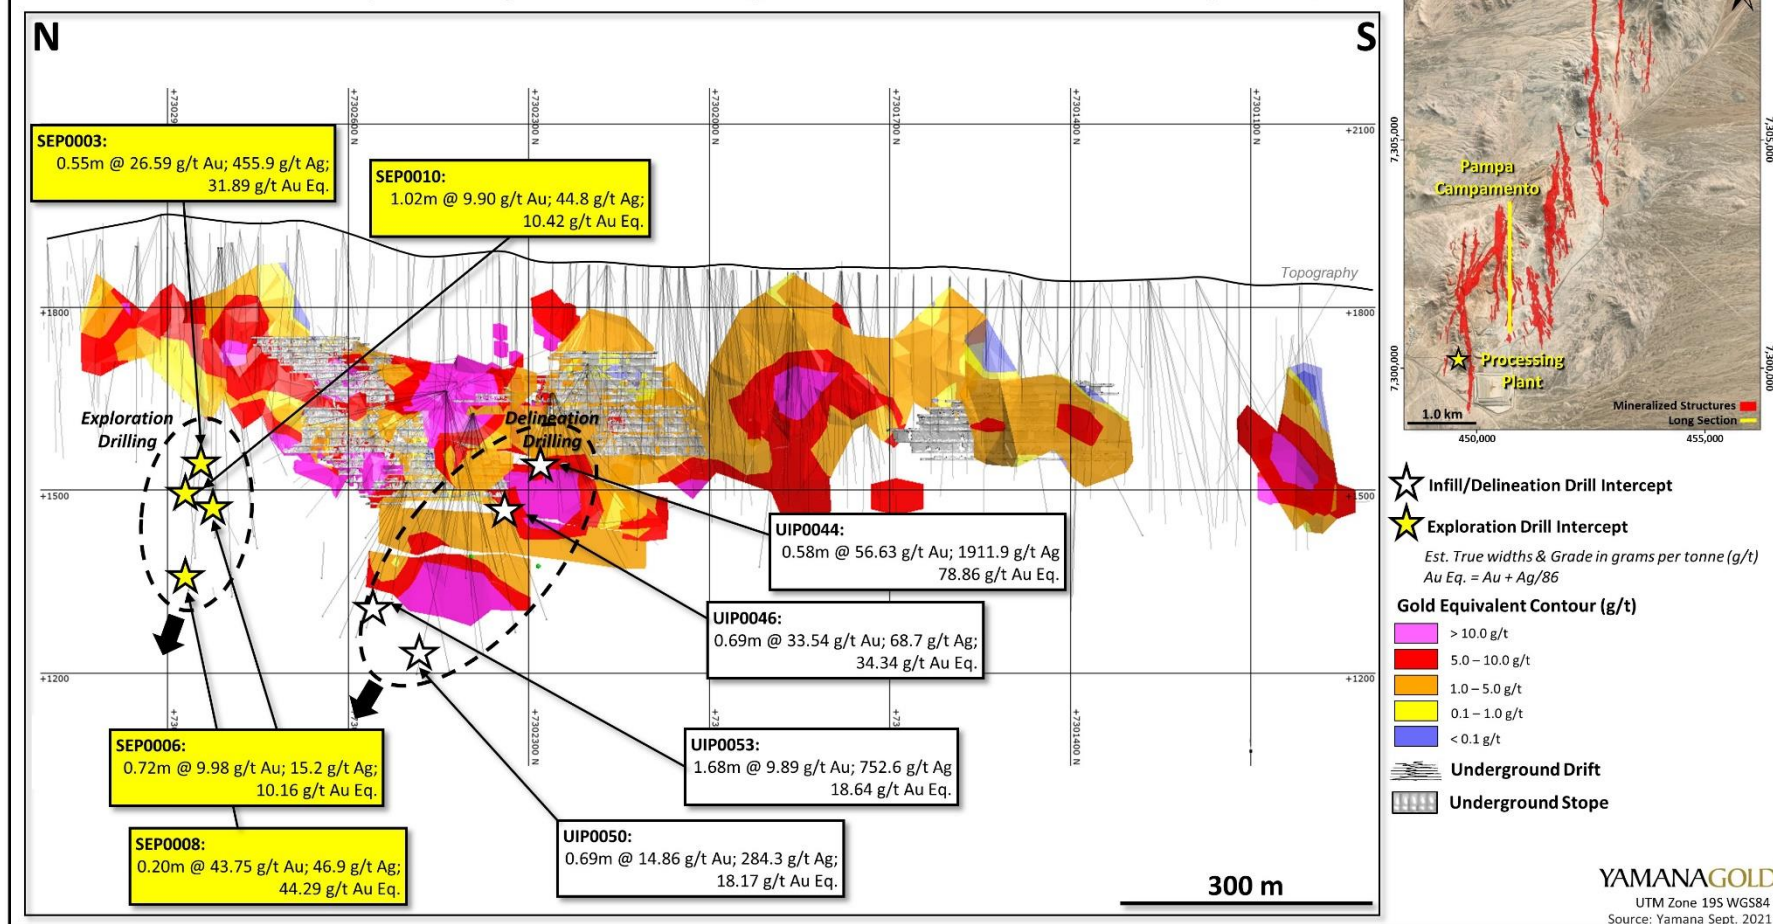 N
S
+73029
+7302600 N
+7302300 N
+7302000 N
+7301700 N
+7301400 N
+7301100 N
+2100
SEP0003:
0.55m @ 26.59 g/t Au; 455.9 g/t Ag;
31.89 g/t Au Eq.
SEP0010:
1.02m @ 9.90 g/t Au; 44.8 g/t Ag;
10.42 g/t Au Eq.
Topography
+1800
+1800
Exploration
Drilling
Delineation
Drilling
+1500
+1500
UIP0044:
0.58m @ 56.63 g/t Au; 1911.9 g/t Ag
78.86 g/t Au Eq.
UIP0046:
0.69m @ 33.54 g/t Au; 68.7 g/t Ag;
34.34 g/t Au Eq.
+1200
+1200
+7302300 N
+7301400 N
SEP0006:
0.72m @ 9.98 g/t Au; 15.2 g/t Ag;
10.16 g/t Au Eq.
UIP0053:
1.68m @ 9.89 g/t Au; 752.6 g/t Ag
18.64 g/t Au Eq.
SEP0008:
0.20m @ 43.75 g/t Au; 46.9 g/t Ag;
44.29 g/t Au Eq.
UIP0050:
0.69m @ 14.86 g/t Au; 284.3 g/t Ag;
18.17 g/t Au Eq.
300 m
7,305,000
7,305,000
Pampa
Campamento
7,300,000
7,300,000
Processing
Plant
Mineralized Structures
Long Section
1.0 km
450,000
455,000
Infill/Delineation Drill Intercept
Exploration Drill Intercept
Est. True widths & Grade in grams per tonne (g/t)
Au Eq. = Au + Ag/86
Gold Equivalent Contour (g/t)
> 10.0 g/t
5.0 – 10.0 g/t
1.0 – 5.0 g/t
0.1 – 1.0 g/t
< 0.1 g/t
Underground Drift
Underground Stope
YAMANAGOLD
UTM Zone 19S WGS84
Source: Yamana Sept. 2021